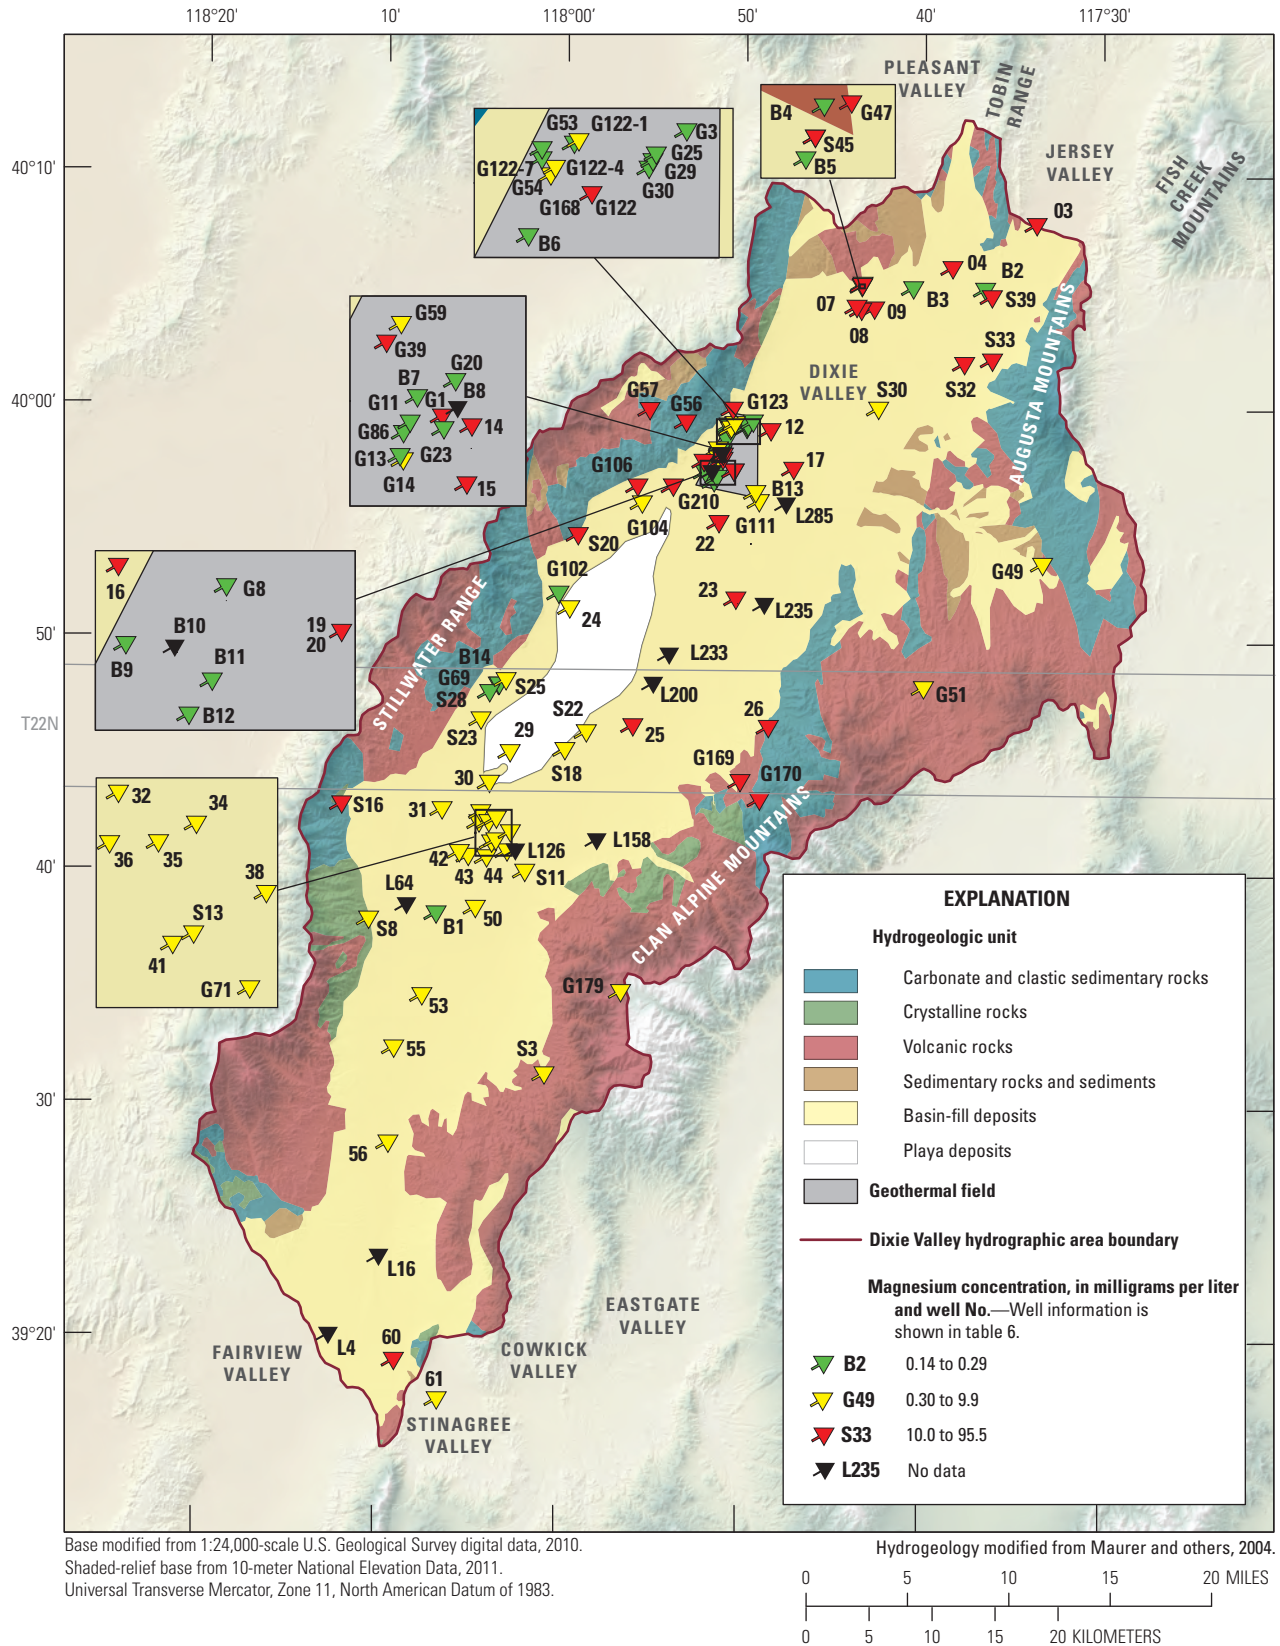 118°20'
10'
118°00'
50'
40'
117°30'
PLEASANT
VALLEY
TOBIN
RANGE
JERSEY
VALLEY
FISH
CREEK
MOUNTAINS
B4
G47
S45
B5
G53
G122-1
G3
G25
G122-7
G122-4
G29
G54
G30
G168
G122
B6
40°10'
03
04
B2
B3
S39
07
09
08
S33
S32
AUGUSTA MOUNTAINS
DIXIE
VALLEY
S30
G59
G39
G20
B7
B8
G11
G1
14
G86
G23
G13
G14
15
40°00'
G57
G56
G123
12
17
G106
B13
G210
L285
G104
G111
22
S20
G49
G102
24
23
L235
STILLWATER RANGE
16
G8
19
20
B10
B9
B11
B12
50'
B14
G69
S25
S28
L233
L200
G51
T22N
S23
S22
29
25
26
S18
G169
G170
30
S16
31
CLAN ALPINE MOUNTAINS
32
34
36
35
38
S13
41
G71
40'
42
43
44
L126
L158
S11
L64
S8
B1
50
G179
53
55
S3
30'
56
L16
EASTGATE
VALLEY
39°20'
L4
60
FAIRVIEW
VALLEY
COWKICK
VALLEY
61
STINAGREE
VALLEY
EXPLANATION
Hydrogeologic unit
Carbonate and clastic sedimentary rocks
Crystalline rocks
Volcanic rocks
Sedimentary rocks and sediments
Basin-fill deposits
Playa deposits
Geothermal field
Dixie Valley hydrographic area boundary
Magnesium concentration, in milligrams per liter
and well No.—Well information is
shown in table 6.
B2 0.14 to 0.29
G49 0.30 to 9.9
S33 10.0 to 95.5
L235 No data
Base modified from 1:24,000-scale U.S. Geological Survey digital data, 2010.
Shaded-relief base from 10-meter National Elevation Data, 2011.
Universal Transverse Mercator, Zone 11, North American Datum of 1983.
Hydrogeology modified from Maurer and others, 2004.
0 5 10 15 20 MILES
0 5 10 15 20 KILOMETERS